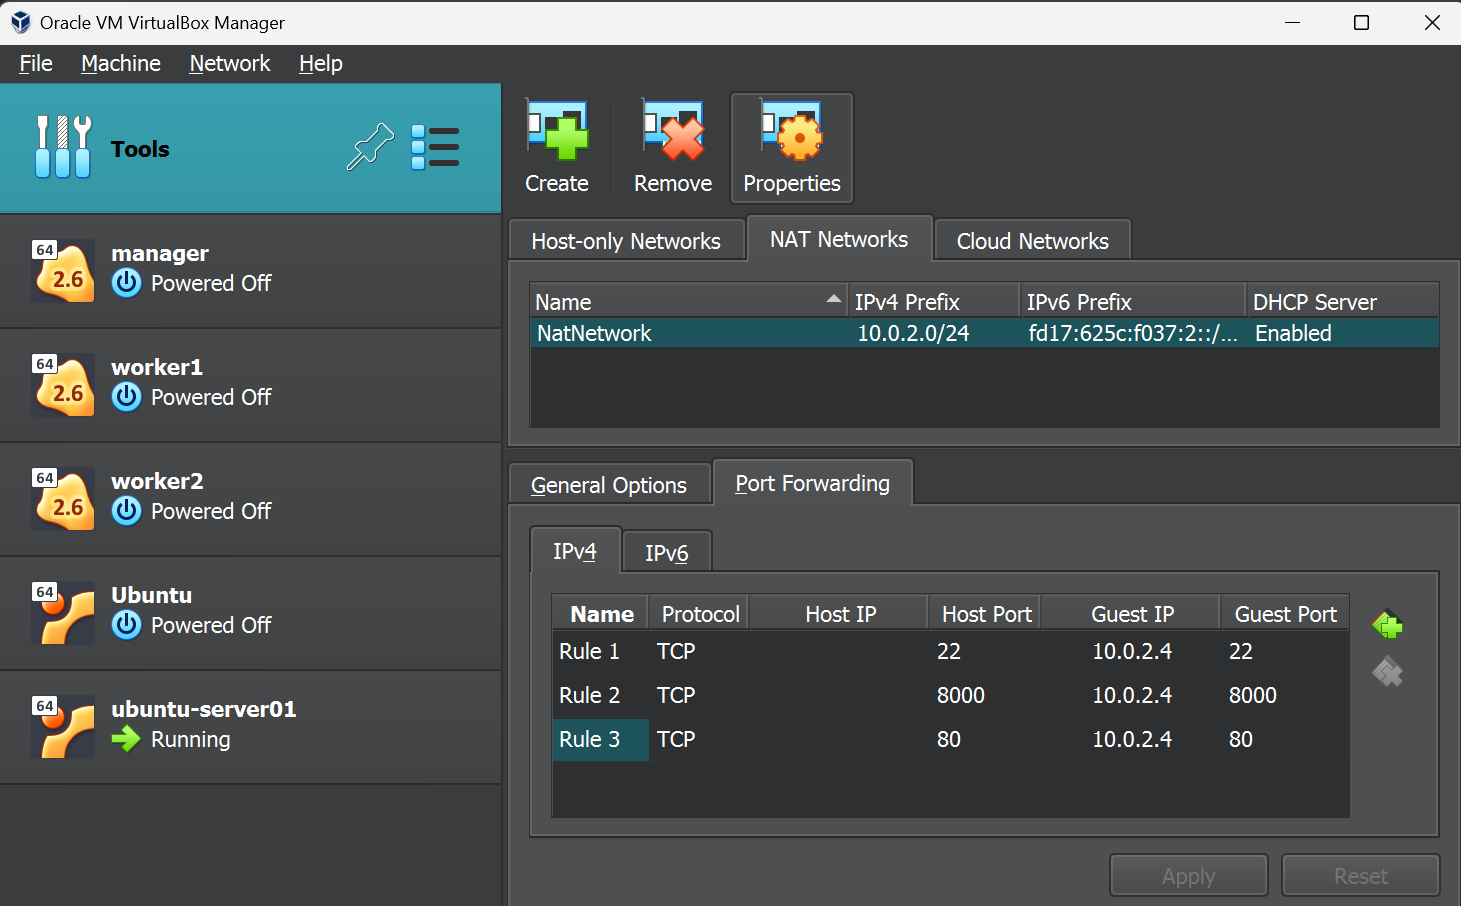 Oracle VM VirtualBox Manager
File Machine Network Help
Tools
64 2.6 manager
Powered Off
64 2.6 worker1
Powered Off
64 2.6 worker2
Powered Off
64 Ubuntu
Powered Off
64 ubuntu-server01
Running
Create Remove Properties
Host-only Networks NAT Networks Cloud Networks
Name IPv4 Prefix IPv6 Prefix DHCP Server
NatNetwork 10.0.2.0/24 fd17:625c:f037:2::/... Enabled
General Options Port Forwarding
IPv4 IPv6
Name Protocol Host IP Host Port Guest IP Guest Port
Rule 1 TCP 22 10.0.2.4 22
Rule 2 TCP 8000 10.0.2.4 8000
Rule 3 TCP 80 10.0.2.4 80
Apply Reset